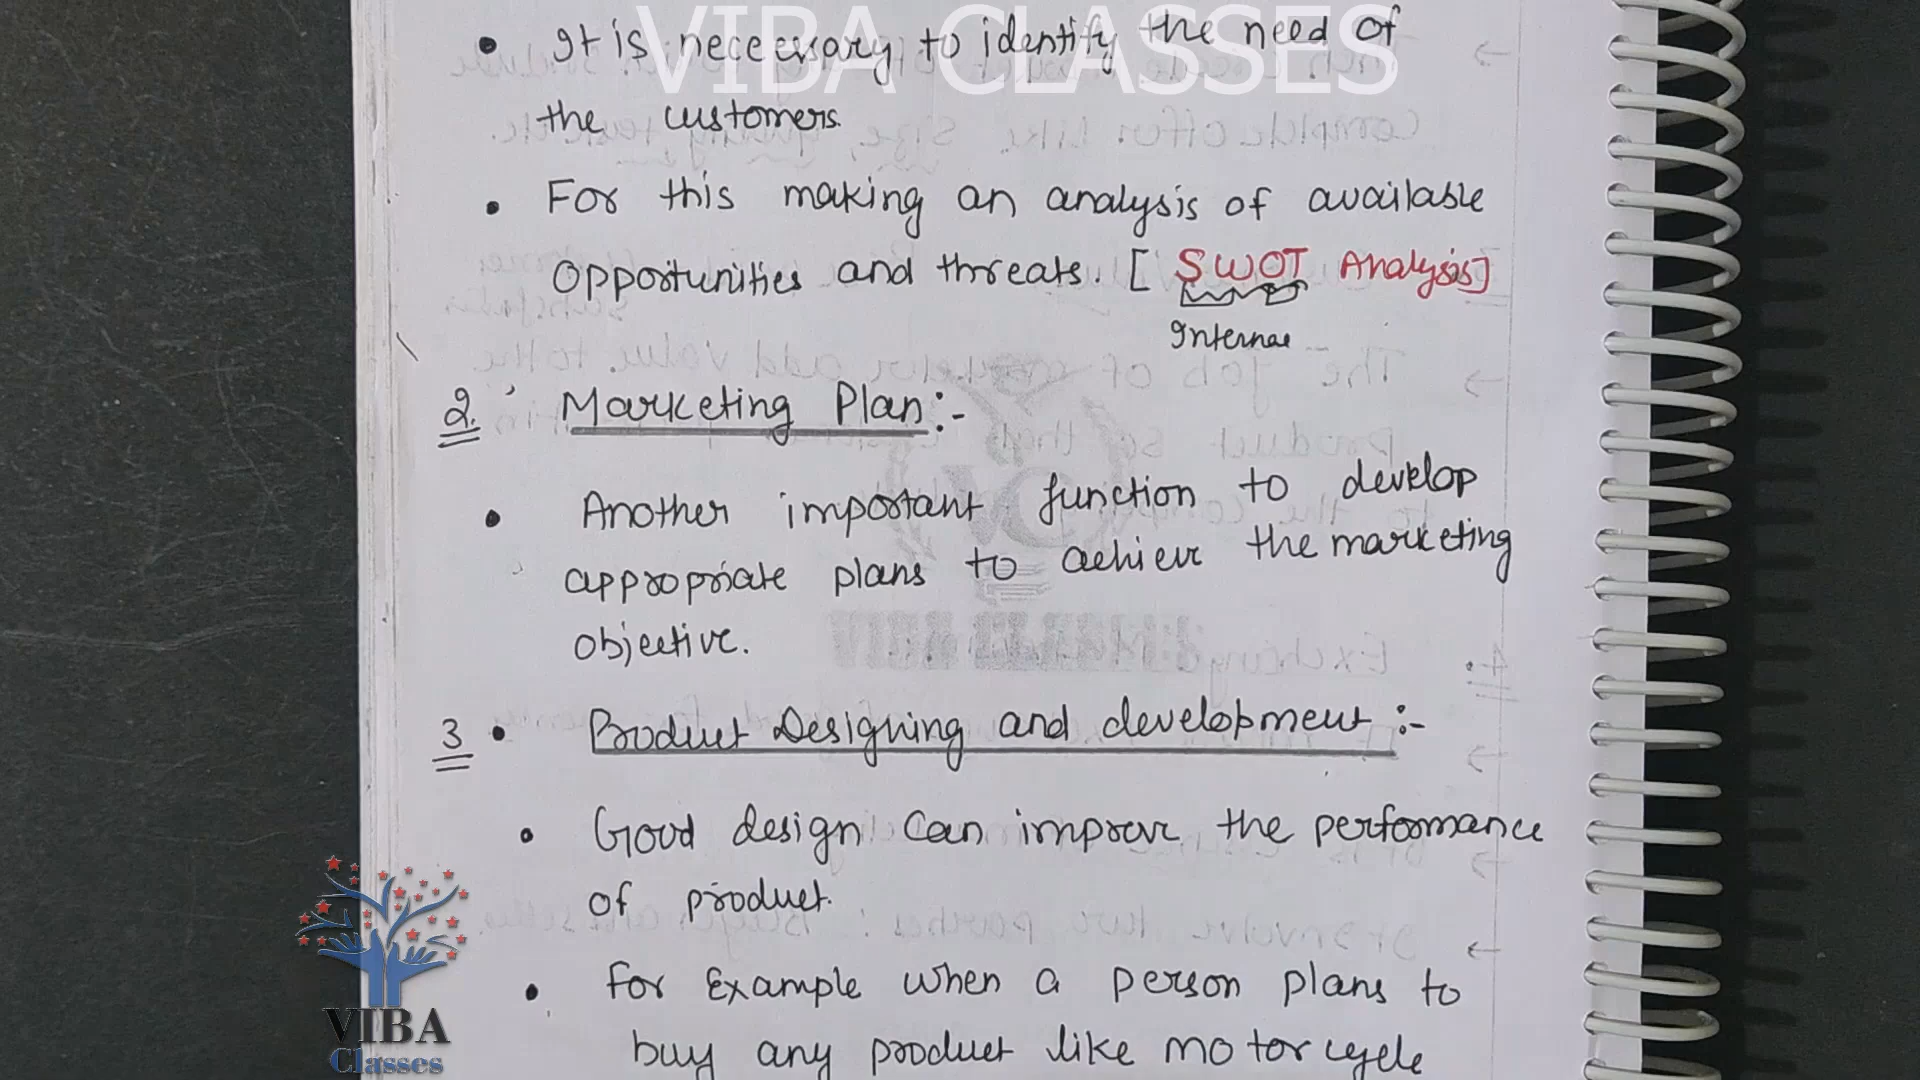 VIBA CLASSES
• It is neceessary to identify the need of
the customers.
• For this making an analysis of available
opportunities and threats. [SWOT Analysis]
Internal
2. Marketing Plan:-
• Another important function to develop
appropriate plans to achieve the marketing
objective.
3 • Product Designing and development:-
• Good design can improve the performance
of product.
• For Example when a person plans to
buy any product like motorcycle
VIBA
Classes